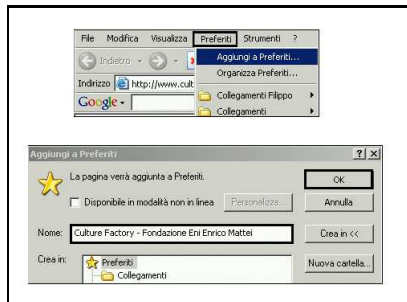 File Modifica Visualizza Preferiti Strumenti ?
Indietro Aggiungi a Preferiti...
Organizza Preferiti...
Indirizzo http://www.cult
Google Collegamenti Filippo
Collegamenti
Aggiungi a Preferiti
La pagina verrà aggiunta a Preferiti. OK
Disponibile in modalità non in linea Personalizza... Annulla
Nome: Culture Factory - Fondazione Eni Enrico Mattei Crea in <<
Crea in: Preferiti Nuova cartella...
Collegamenti